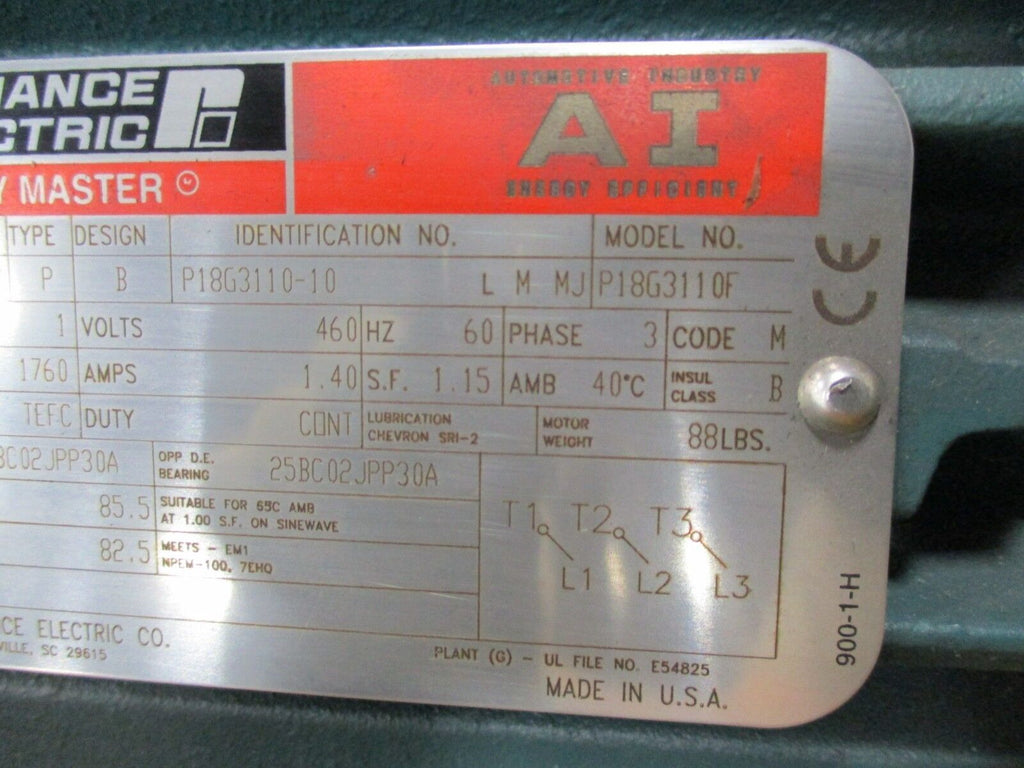 IANCE
CTRIC
Y MASTER
AUTOMOTIVE INDUSTRY
AI
ENERGY EFFICIENT
TYPE DESIGN IDENTIFICATION NO. MODEL NO.
P B P18G3110-10 L M MJ P18G3110F
1 VOLTS 460 HZ 60 PHASE 3 CODE M
1760 AMPS 1.40 S.F. 1.15 AMB 40°C INSUL CLASS B
TEFC DUTY CONT LUBRICATION CHEVRON SRI-2 MOTOR WEIGHT 88LBS.
BC02JPP30A OPP D.E. BEARING 25BC02JPP30A
85.5 SUITABLE FOR 65C AMB
AT 1.00 S.F. ON SINEWAVE
82.5 MEETS - EM1
NPEM-100, 7EHQ
T1 T2 T3
L1 L2 L3
CE ELECTRIC CO.
VILLE, SC 29615
PLANT (G) - UL FILE NO. E54825
MADE IN U.S.A.
CE
900-1-H